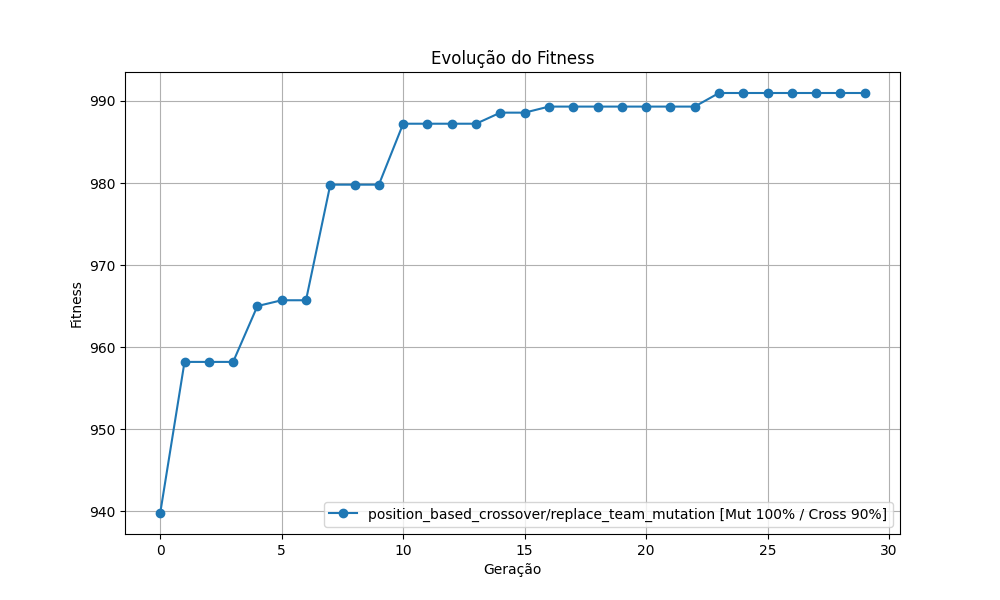 Evolução do Fitness
Fitness
990
980
970
960
950
940
position_based_crossover/replace_team_mutation [Mut 100% / Cross 90%]
0 5 10 15 20 25 30
Geração